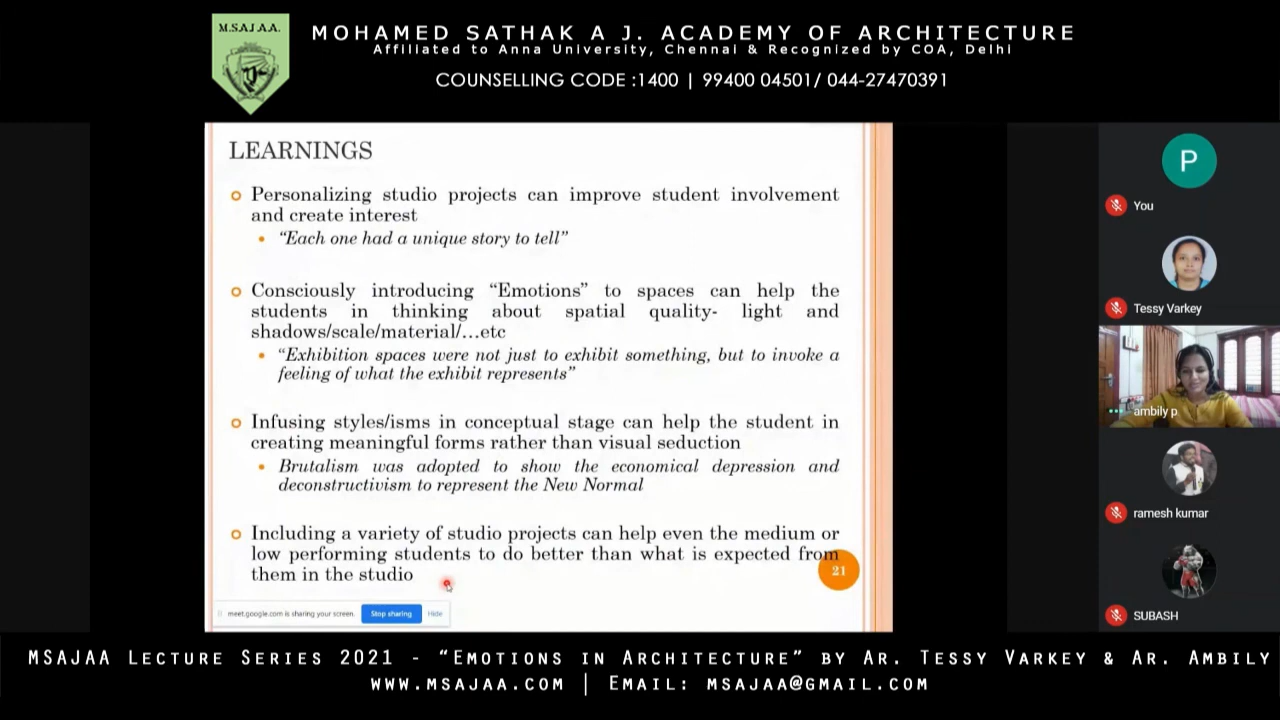 M.SAJAA.
MOHAMED SATHAK A J. ACADEMY OF ARCHITECTURE
Affiliated to Anna University, Chennai & Recognized by COA, Delhi
COUNSELLING CODE :1400 | 99400 04501/ 044-27470391
LEARNINGS
Personalizing studio projects can improve student involvement
and create interest
“Each one had a unique story to tell”
Consciously introducing “Emotions” to spaces can help the
students in thinking about spatial quality- light and
shadows/scale/material/...etc
“Exhibition spaces were not just to exhibit something, but to invoke a
feeling of what the exhibit represents”
Infusing styles/isms in conceptual stage can help the student in
creating meaningful forms rather than visual seduction
Brutalism was adopted to show the economical depression and
deconstructivism to represent the New Normal
Including a variety of studio projects can help even the medium or
low performing students to do better than what is expected from
them in the studio
21
meet.google.com is sharing your screen. Stop sharing Hide
P
You
Tessy Varkey
ambily p
ramesh kumar
SUBASH
MSAJAA LECTURE SERIES 2021 - “EMOTIONS IN ARCHITECTURE” BY AR. TESSY VARKEY & AR. AMBILY
WWW.MSAJAA.COM | EMAIL: MSAJAA@GMAIL.COM